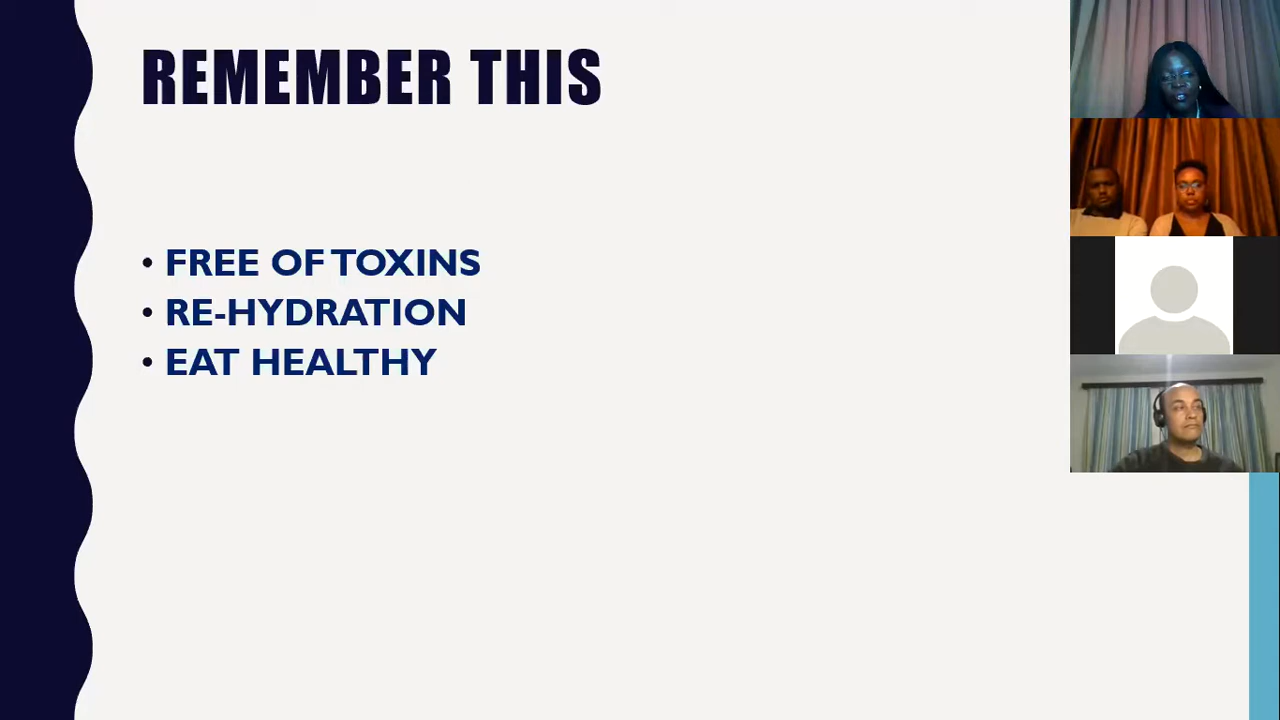 REMEMBER THIS
• FREE OF TOXINS
• RE-HYDRATION
• EAT HEALTHY